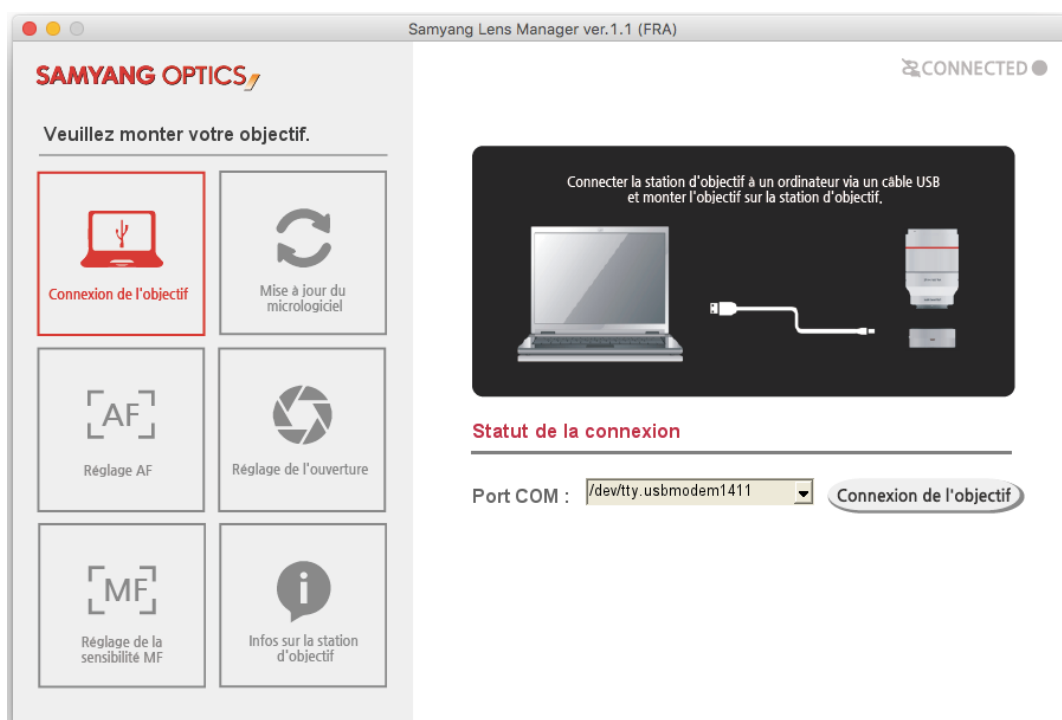 Samyang Lens Manager ver.1.1 (FRA)
SAMYANG OPTICS
CONNECTED
Veuillez monter votre objectif.
Connexion de l'objectif
Mise à jour du
micrologiciel
AF
Réglage AF
Réglage de l'ouverture
MF
Réglage de la
sensibilité MF
i
Infos sur la station
d'objectif
Connecter la station d'objectif à un ordinateur via un câble USB
et monter l'objectif sur la station d'objectif.
Statut de la connexion
Port COM :
/dev/tty.usbmodem1411
Connexion de l'objectif